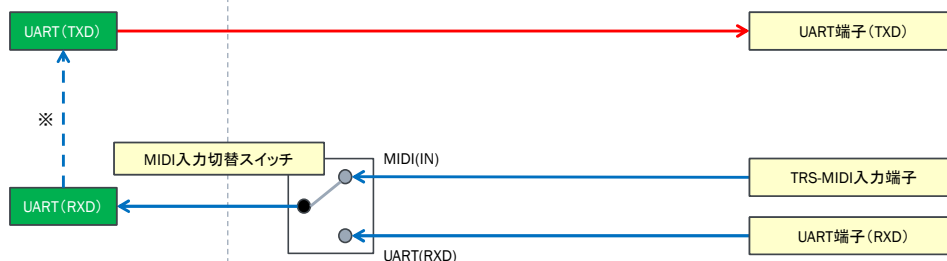 UART(TXD)
UART端子(TXD)
※
MIDI入力切替スイッチ
MIDI(IN)
TRS-MIDI入力端子
UART(RXD)
UART端子(RXD)
UART(RXD)